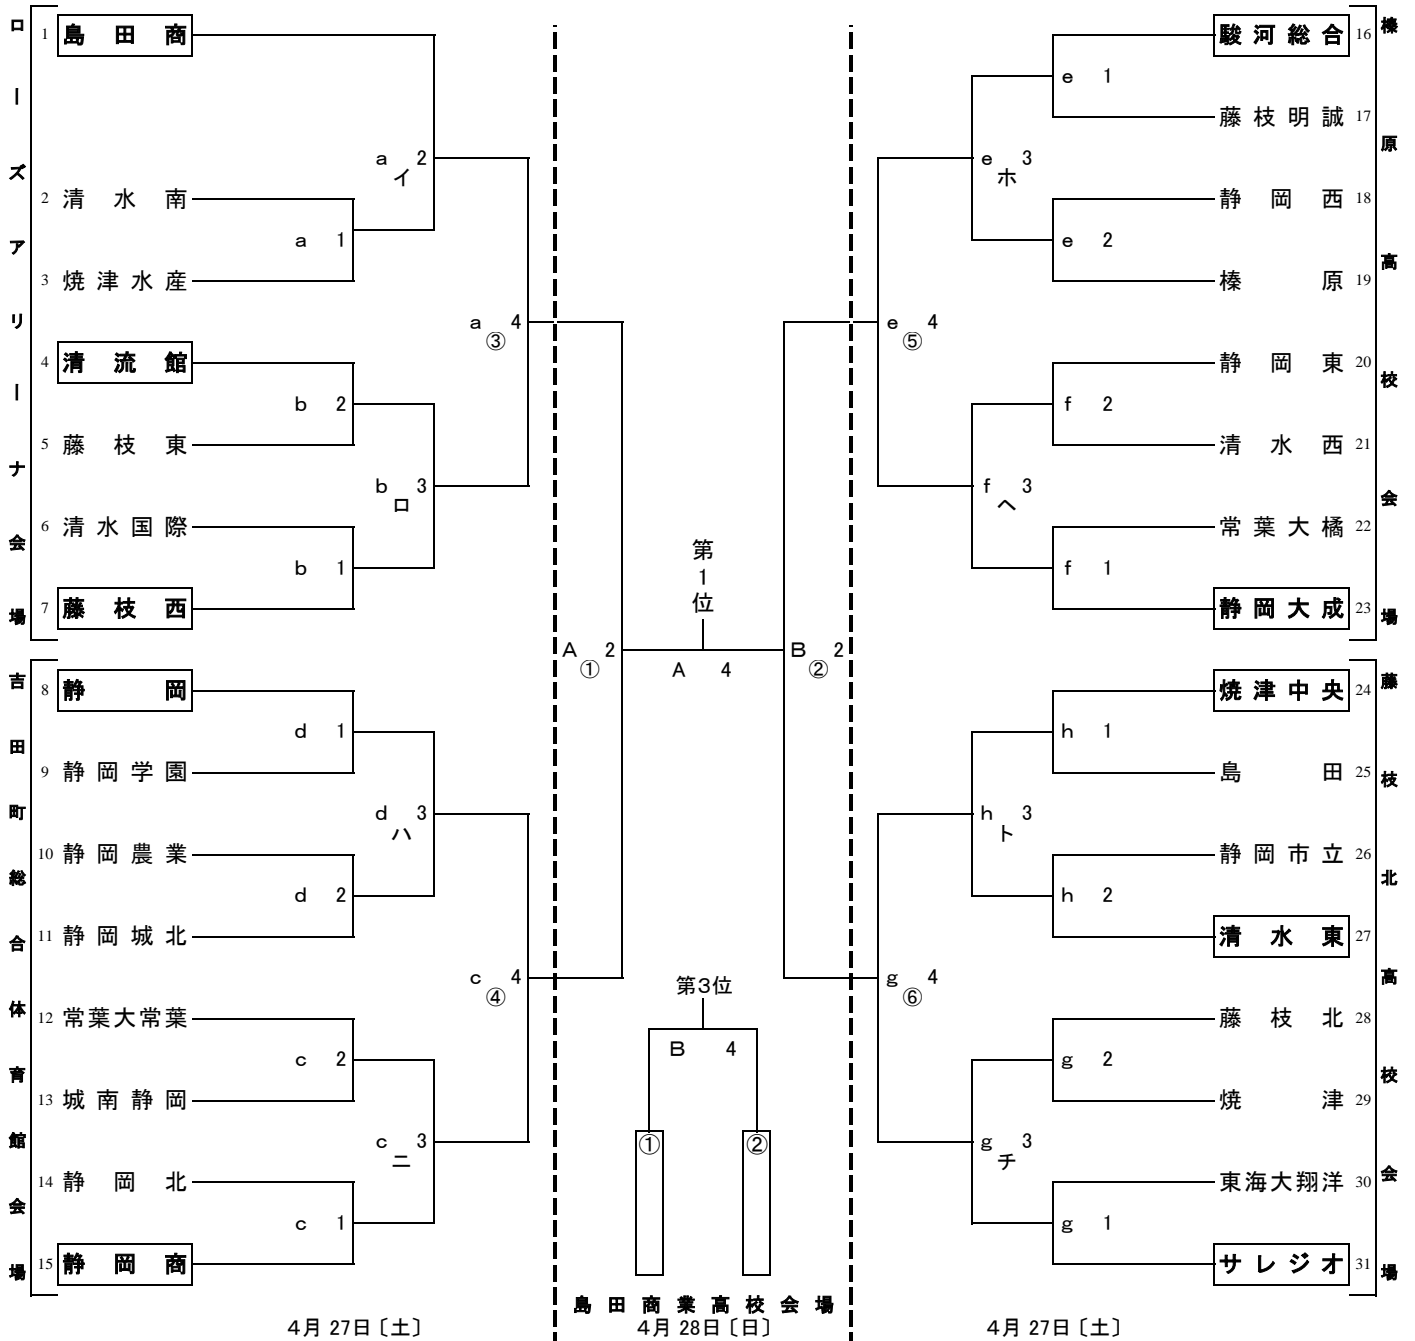 ローズアリーナ会場
1 島田商
a 2
イ
2 清水南
a 1
3 焼津水産
a 4
③
4 清流館
b 2
5 藤枝東
b 3
ロ
6 清水国際
b 1
7 藤枝西
吉田町総合体育館会場
8 静岡
d 1
9 静岡学園
d 3
ハ
10 静岡農業
d 2
11 静岡城北
c 4
④
12 常葉大常葉
c 2
13 城南静岡
c 3
ニ
14 静岡北
c 1
15 静岡商
4月27日〔土〕
第1位
A 2
①
A 4
B 2
②
第3位
B 4
①
②
島田商業高校会場
4月28日〔日〕
榛原高校会場
駿河総合 16
e 1
藤枝明誠 17
e 3
ホ
静岡西 18
e 2
榛原 19
e 4
⑤
静岡東 20
f 2
清水西 21
f 3
ヘ
常葉大橘 22
f 1
静岡大成 23
藤枝北高校会場
焼津中央 24
h 1
島田 25
h 3
ト
静岡市立 26
h 2
清水東 27
g 4
⑥
藤枝北 28
g 2
焼津 29
g 3
チ
東海大翔洋 30
g 1
サレジオ 31
4月27日〔土〕